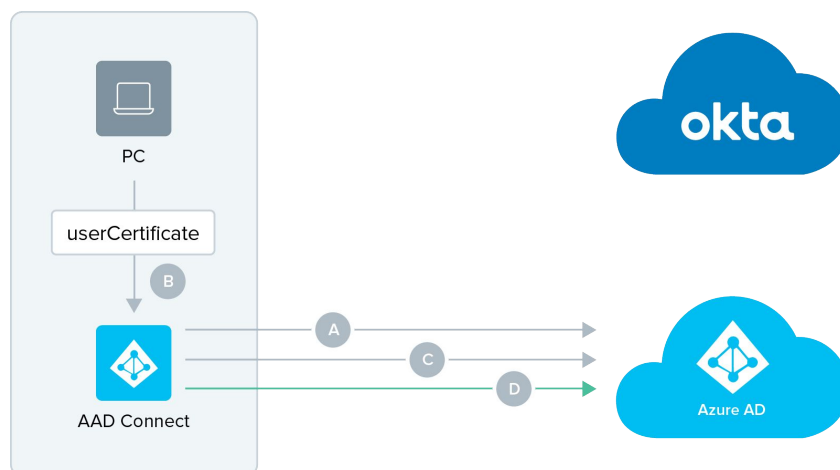 PC
okta
userCertificate
B
A
C
D
AAD Connect
Azure AD